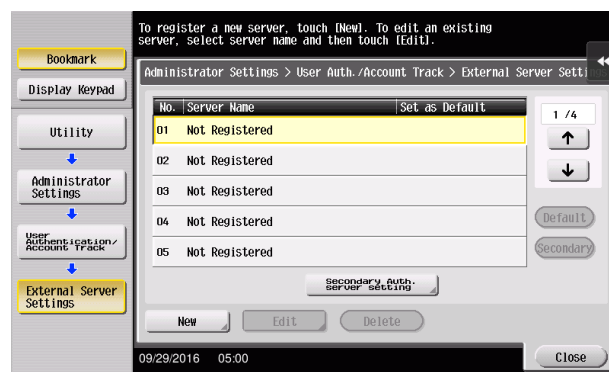 To register a new server, touch [New]. To edit an existing
server, select server name and then touch [Edit].
Bookmark
Display Keypad
Utility
Administrator
Settings
User
Authentication/
Account Track
External Server
Settings
Administrator Settings > User Auth./Account Track > External Server Settings
No. Server Name Set as Default
01 Not Registered
02 Not Registered
03 Not Registered
04 Not Registered
05 Not Registered
1 /4
Default
Secondary
Secondary Auth.
server setting
New Edit Delete
09/29/2016 05:00
Close